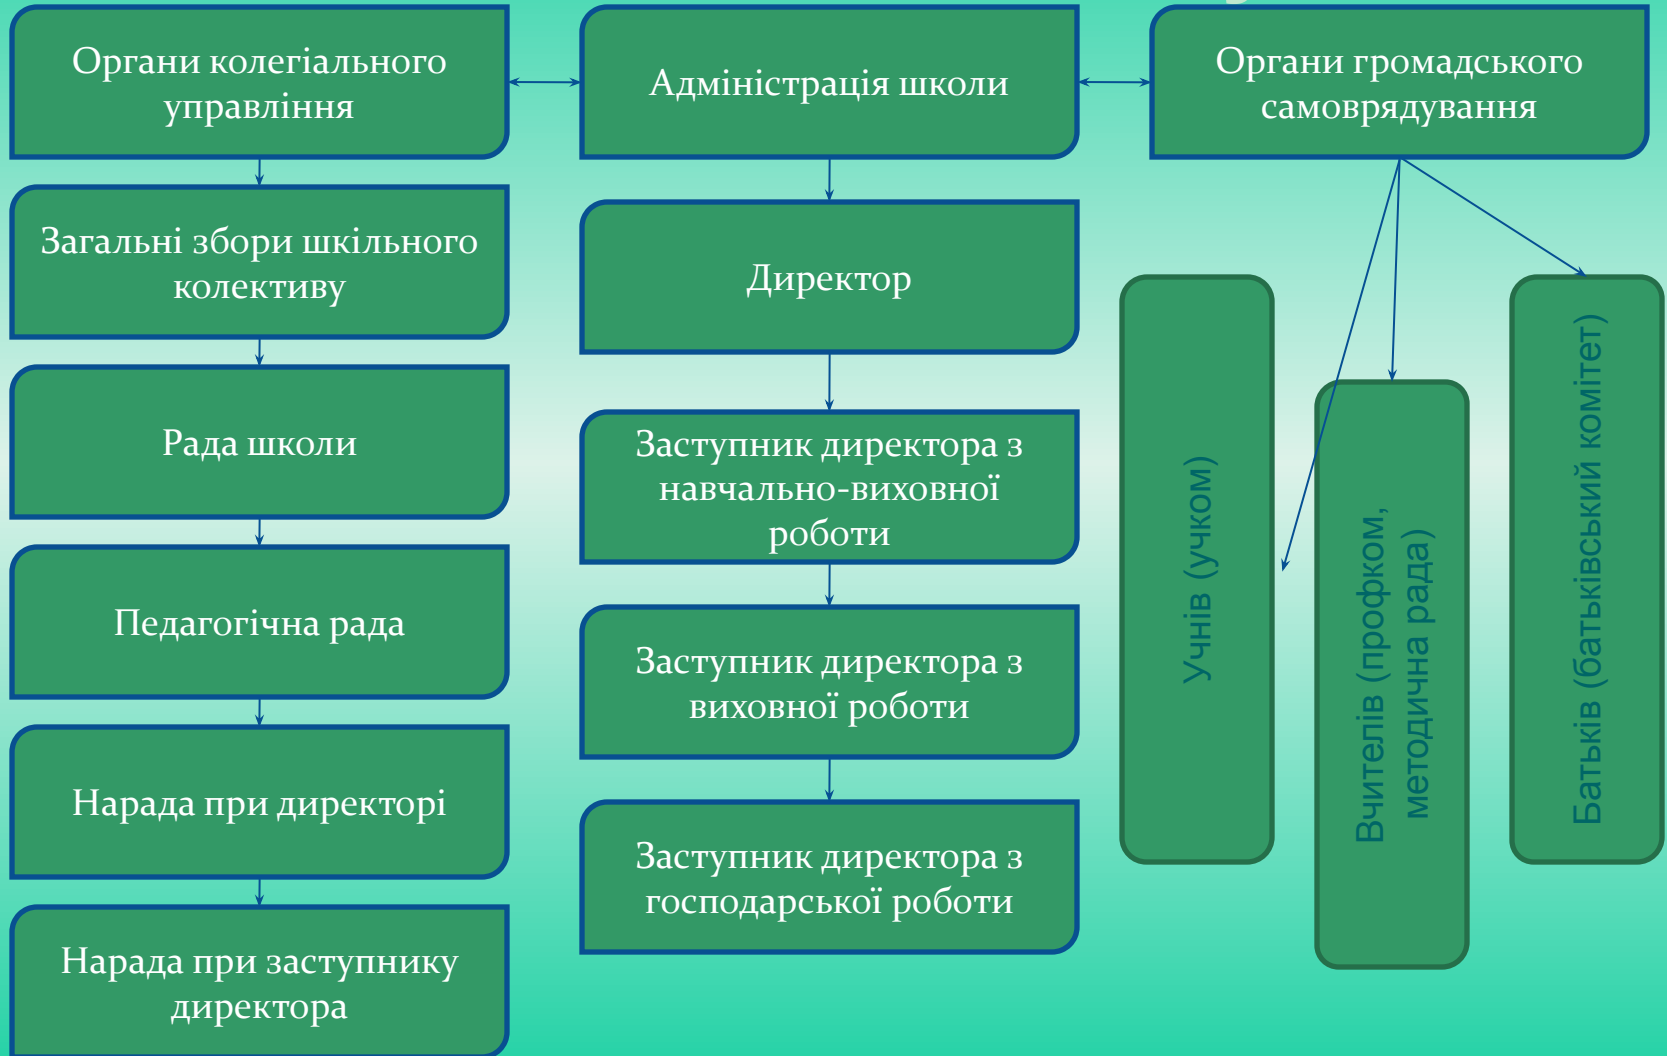 Органи колегіального
управління
Загальні збори шкільного
колективу
Рада школи
Педагогічна рада
Нарада при директорі
Нарада при заступнику
директора
Адміністрація школи
Директор
Заступник директора з
навчально-виховної
роботи
Заступник директора з
виховної роботи
Заступник директора з
господарської роботи
Органи громадського
самоврядування
Учнів (учком)
Вчителів (профком,
методична рада)
Батьків (батьківський комітет)